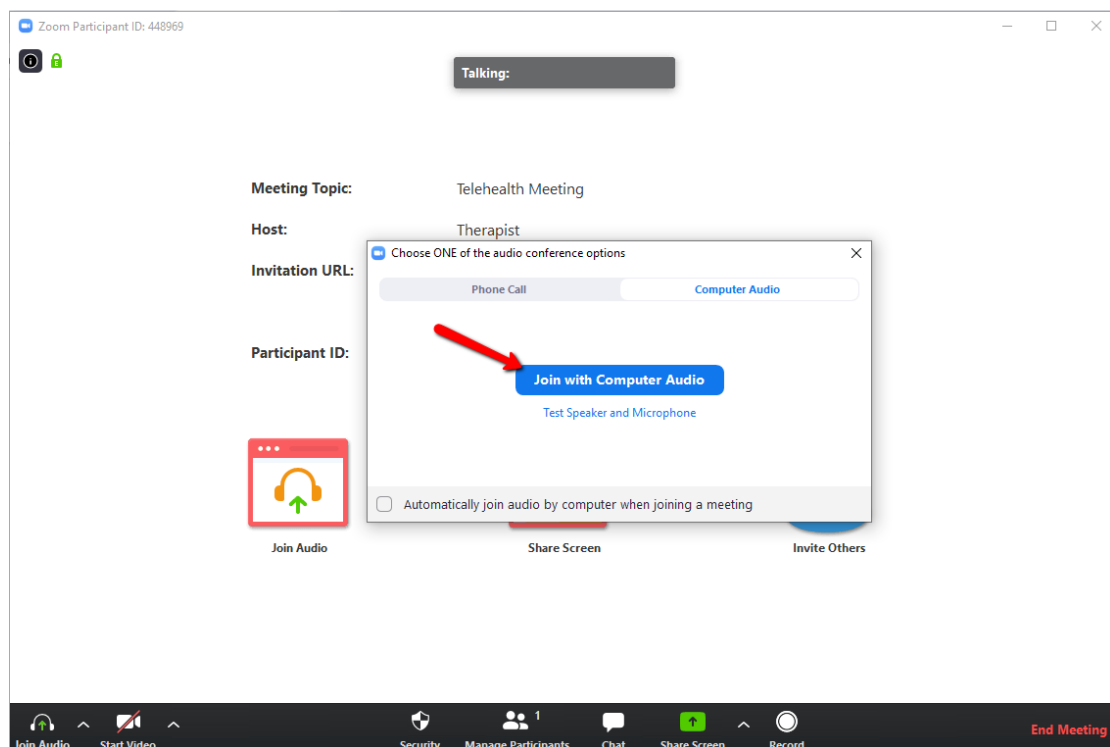 Zoom Participant ID: 448969
Talking:
Meeting Topic: Telehealth Meeting
Host: Therapist
Choose ONE of the audio conference options
Invitation URL:
Phone Call Computer Audio
Participant ID:
Join with Computer Audio
Test Speaker and Microphone
Automatically join audio by computer when joining a meeting
Join Audio Share Screen Invite Others
1
End Meeting
Join Audio Start Video Security Manage Participants Chat Share Screen Record